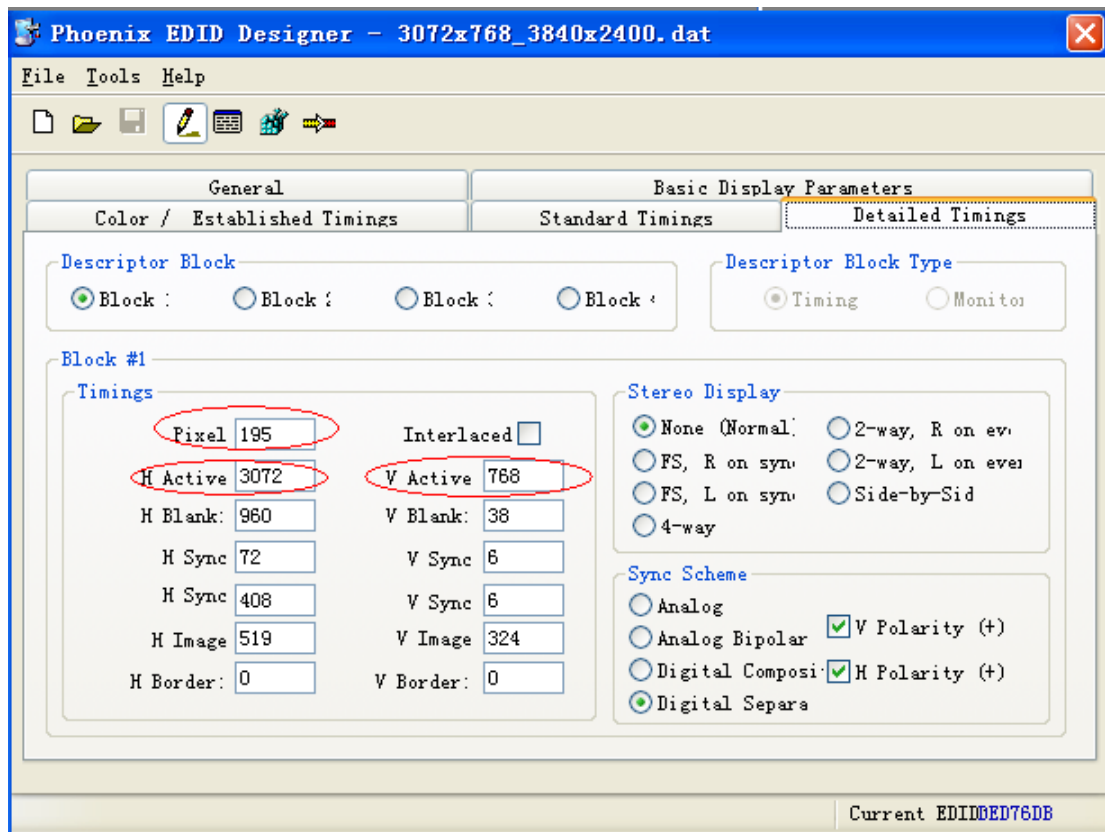 Phoenix EDID Designer - 3072x768_3840x2400.dat
File Tools Help
General Basic Display Parameters
Color / Established Timings Standard Timings Detailed Timings
Descriptor Block Descriptor Block Type
Block Block Block Block Timing
Block #1
Timings Stereo Display
Pixel 195 Interlaced None (Normal) 2-way, R on
H Active 3072 V Active 768 FS, R on 2-way, L on
H Blank: 960 V Blank: 38 FS, L on Side-by-Sid
4-way
H Sync 72 V Sync 6
Sync Scheme
H Sync 408 V Sync 6 Analog V Polarity (+)
H Image 519 V Image 324 Analog Bipolar
H Border: 0 V Border: 0 Digital Composi H Polarity (+)
Digital Separa
Current EDID 0ED76DB